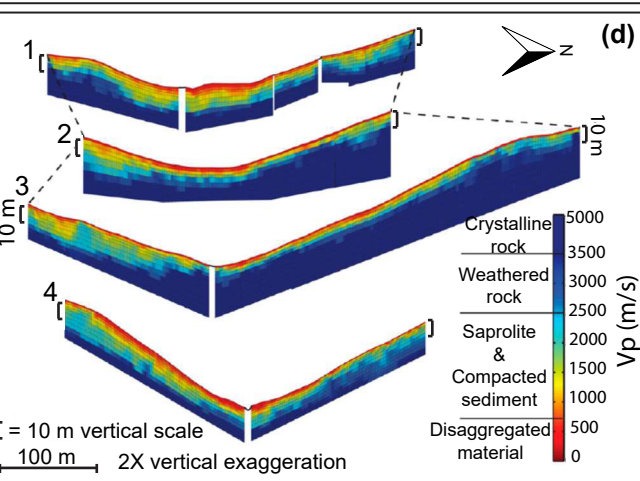 (d)
N
1
2
10 m
3
10 m
4
Crystalline
rock
Weathered
rock
Saprolite
&
Compacted
sediment
Disaggregated
material
5000
3500
3000
2500
2000
1500
1000
500
0
Vp (m/s)
= 10 m vertical scale
100 m
2X vertical exaggeration